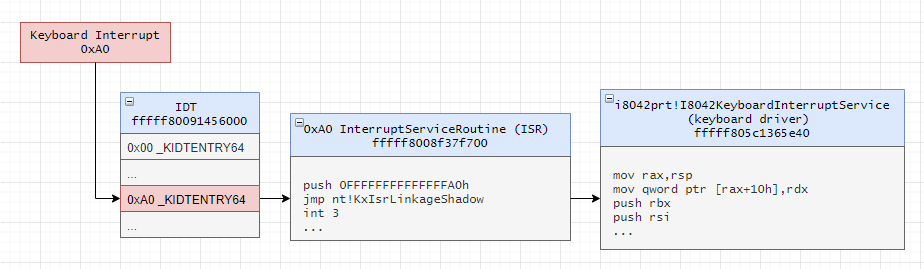 Keyboard Interrupt
0xA0
IDT
fffff80091456000
0x00 _KIDTENTRY64
...
0xA0 _KIDTENTRY64
...
0xA0 InterruptServiceRoutine (ISR)
fffff8008f37f700
push 0FFFFFFFFFFFFFFA0h
jmp nt!KxIsrLinkageShadow
int 3
...
i8042prt!I8042KeyboardInterruptService
(keyboard driver)
fffff805c1365e40
mov rax,rsp
mov qword ptr [rax+10h],rdx
push rbx
push rsi
...